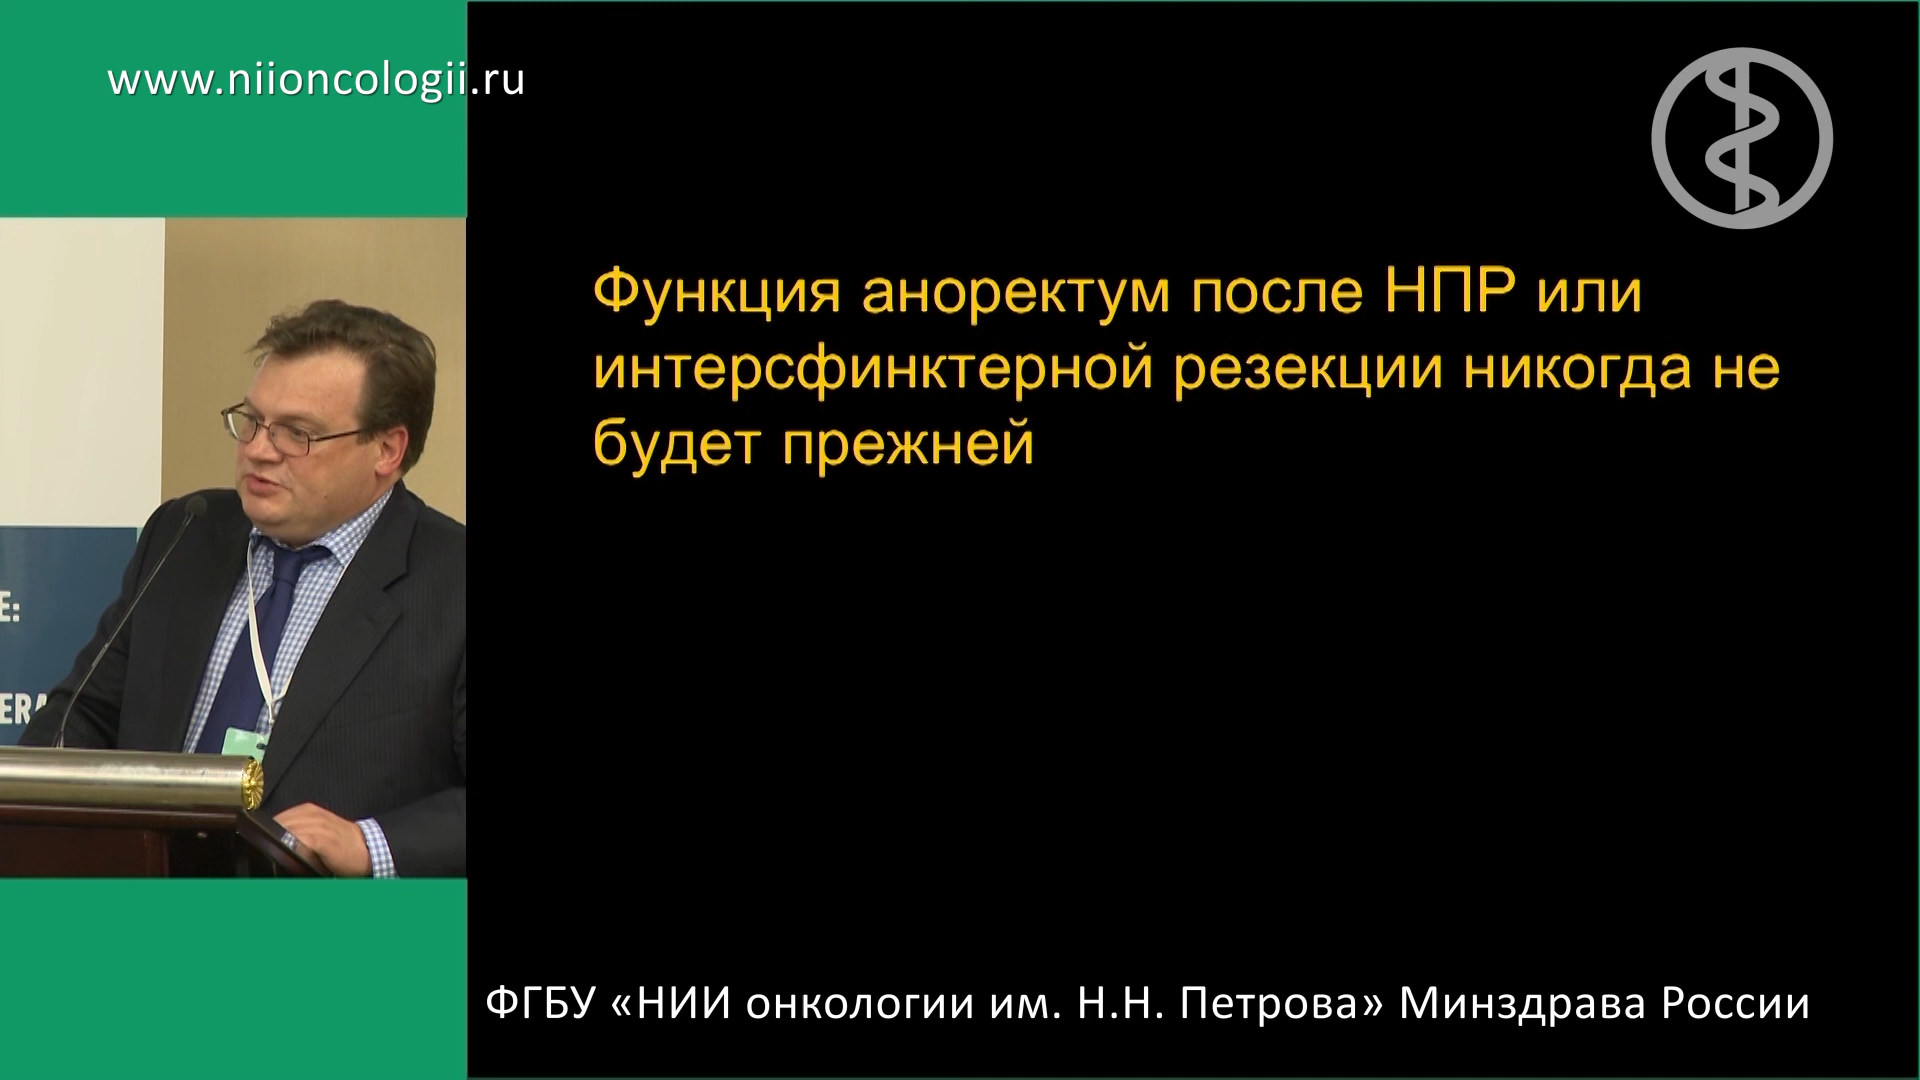 www.niioncologii.ru
Функция аноректум после НПР или
интерсфинктерной резекции никогда не
будет прежней
E:
ERA
ФГБУ «НИИ онкологии им. Н.Н. Петрова» Минздрава России